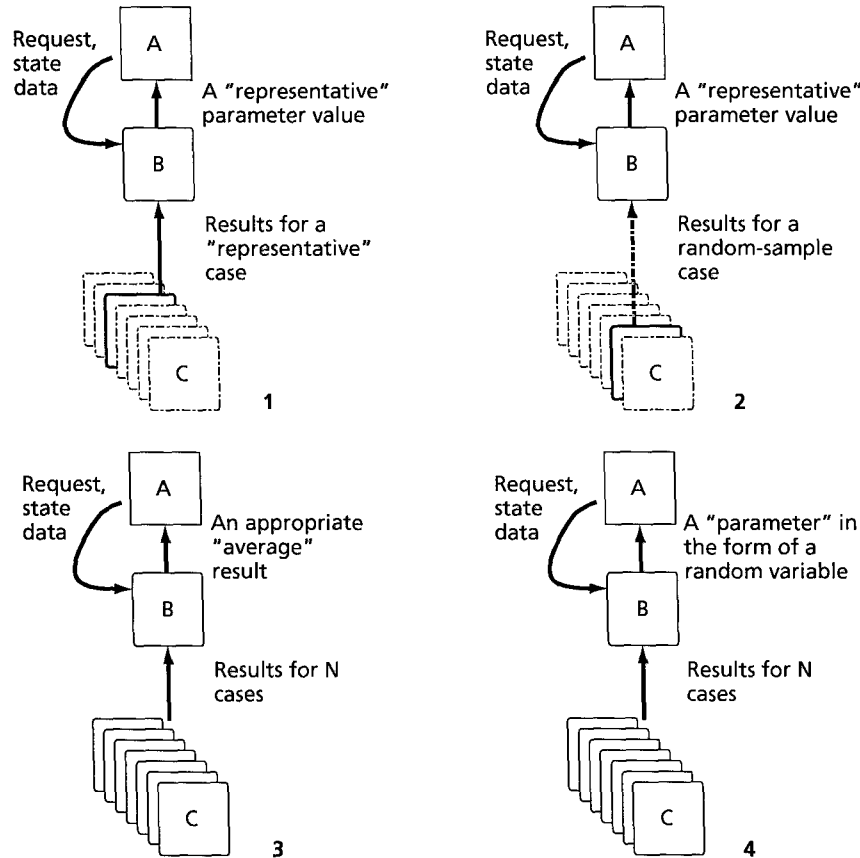 Request,
state
data
A
A "representative"
parameter value
B
Results for a
"representative"
case
C
1
Request,
state
data
A
A "representative"
parameter value
B
Results for a
random-sample
case
C
2
Request,
state
data
A
An appropriate
"average"
result
B
Results for N
cases
C
3
Request,
state
data
A
A "parameter" in
the form of a
random variable
B
Results for N
cases
C
4